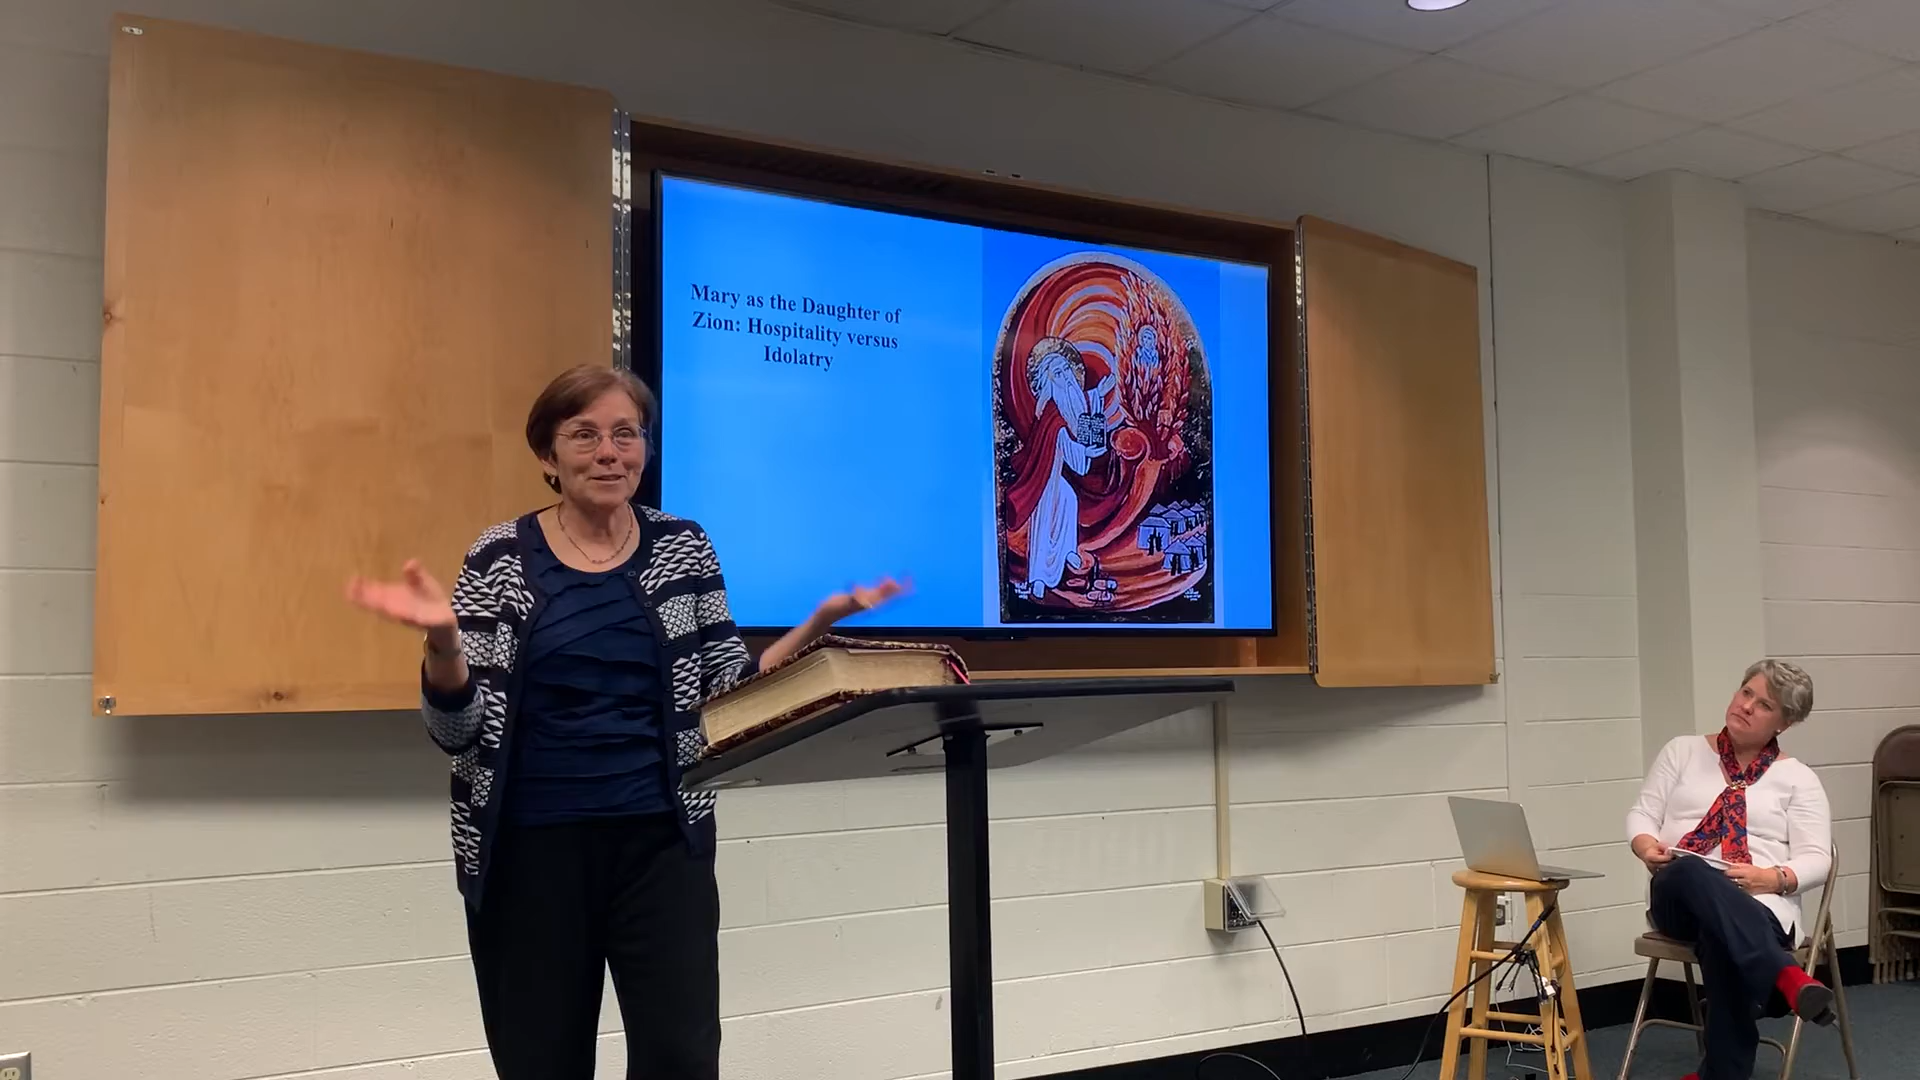 Mary as the Daughter of
Zion: Hospitality versus
Idolatry